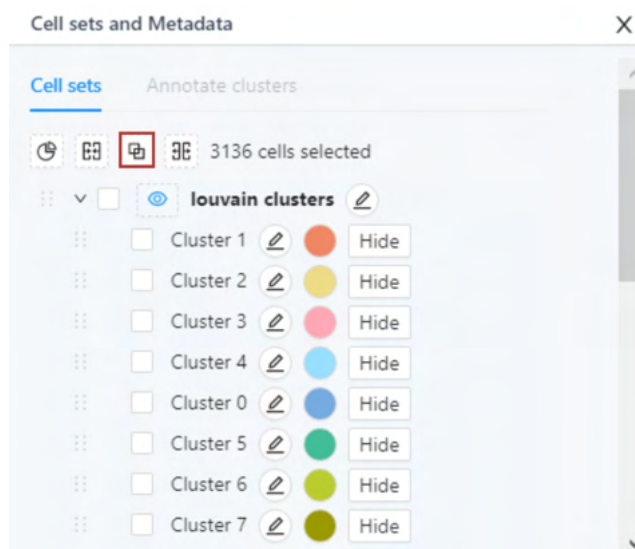 Cell sets and Metadata
Cell sets Annotate clusters
3136 cells selected
louvain clusters
Cluster 1 Hide
Cluster 2 Hide
Cluster 3 Hide
Cluster 4 Hide
Cluster 0 Hide
Cluster 5 Hide
Cluster 6 Hide
Cluster 7 Hide